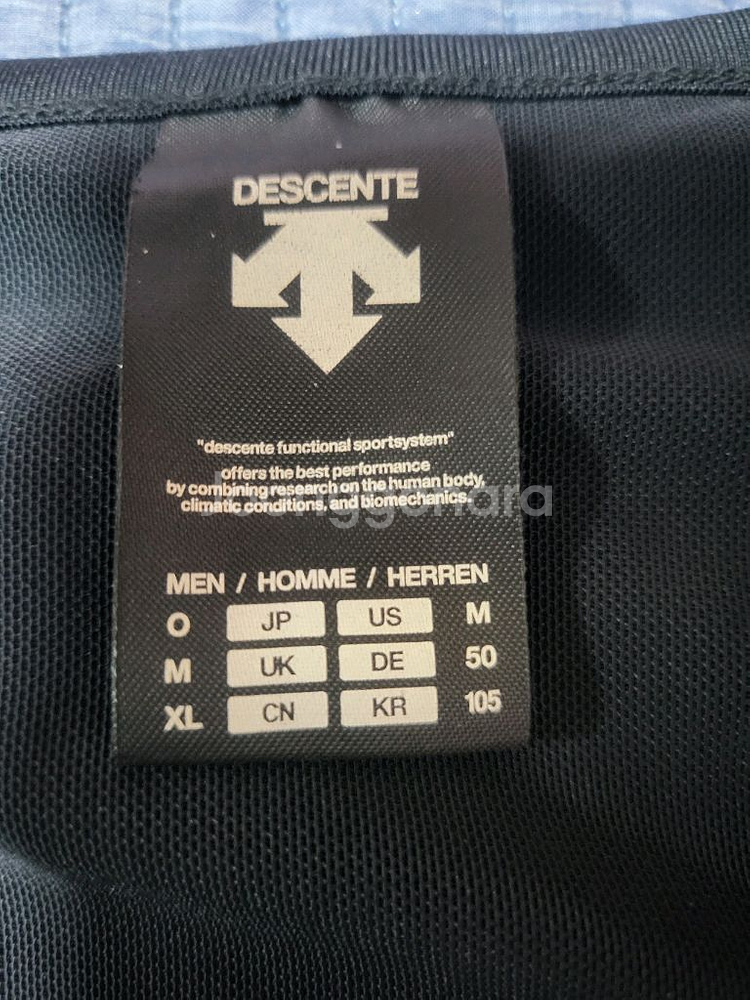 DESCENTE
"descente functional sportsystem"
offers the best performance
by combining research on the human body,
climatic conditions, and biomechanics.
Joonggonara
MEN / HOMME / HERREN
O JP US M
M UK DE 50
XL CN KR 105